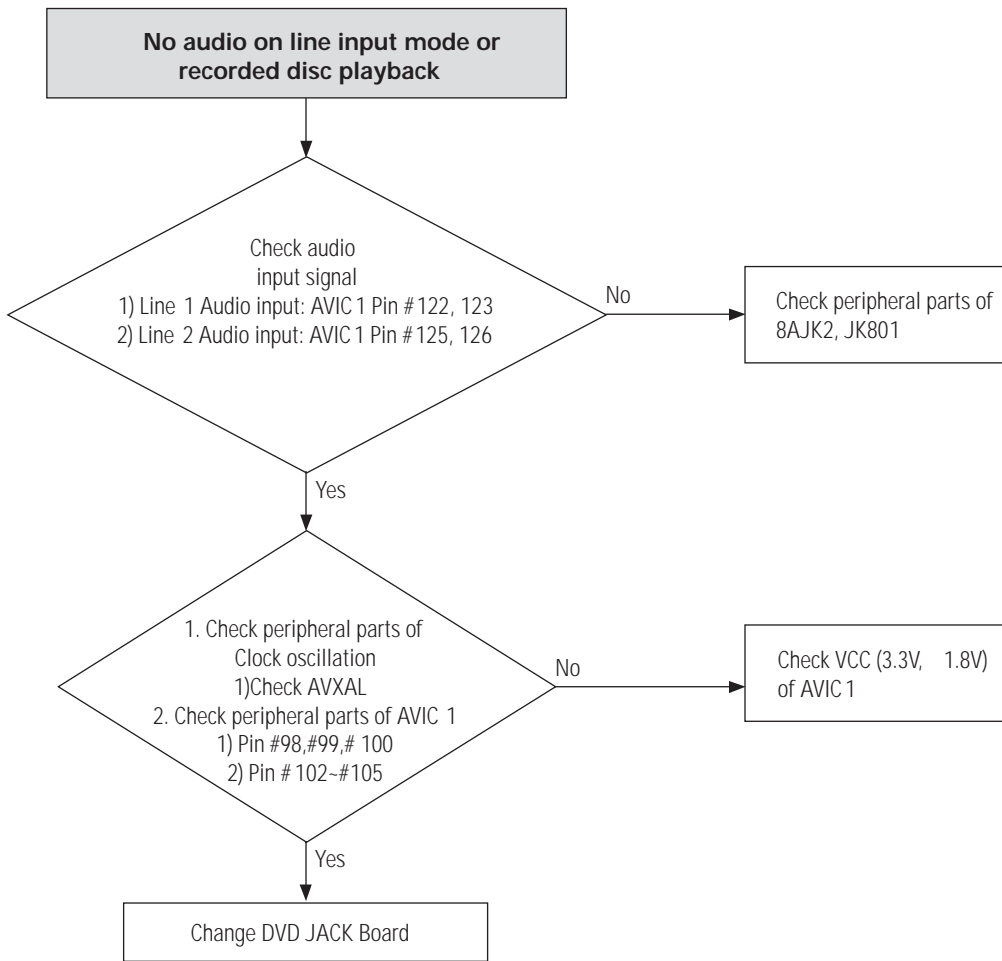 No audio on line input mode or
recorded disc playback
Check audio
input signal
1) Line 1 Audio input: AVIC 1 Pin #122, 123
2) Line 2 Audio input: AVIC 1 Pin #125, 126
No
Check peripheral parts of
8AJK2, JK801
Yes
1. Check peripheral parts of
Clock oscillation
1)Check AVXAL
2. Check peripheral parts of AVIC 1
1) Pin #98,#99,# 100
2) Pin # 102~#105
No
Check VCC (3.3V, 1.8V)
of AVIC 1
Yes
Change DVD JACK Board